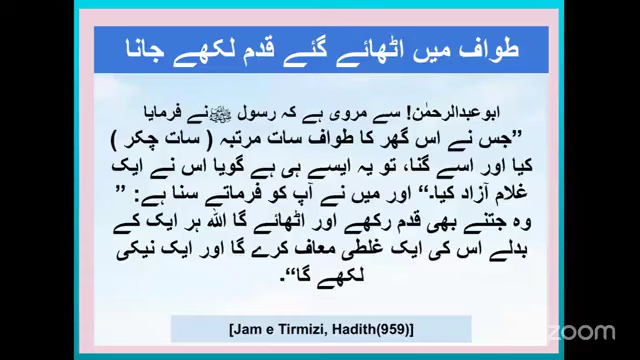 طواف میں اٹھائے گئے قدم لکھے جانا
ابوعبدالرحمٰن! سے مروی ہے کہ رسول ﷺ نے فرمایا
”جس نے اس گھر کا طواف سات مرتبہ ( سات چکر )
کیا اور اسے گنا، تو یہ ایسے ہی ہے گویا اس نے ایک
غلام آزاد کیا۔“ اور میں نے آپ کو فرماتے سنا ہے: ”
وہ جتنے بھی قدم رکھے اور اٹھائے گا اللہ ہر ایک کے
بدلے اس کی ایک غلطی معاف کرے گا اور ایک نیکی
لکھے گا“۔
[Jam e Tirmizi, Hadith(959)]
zoom